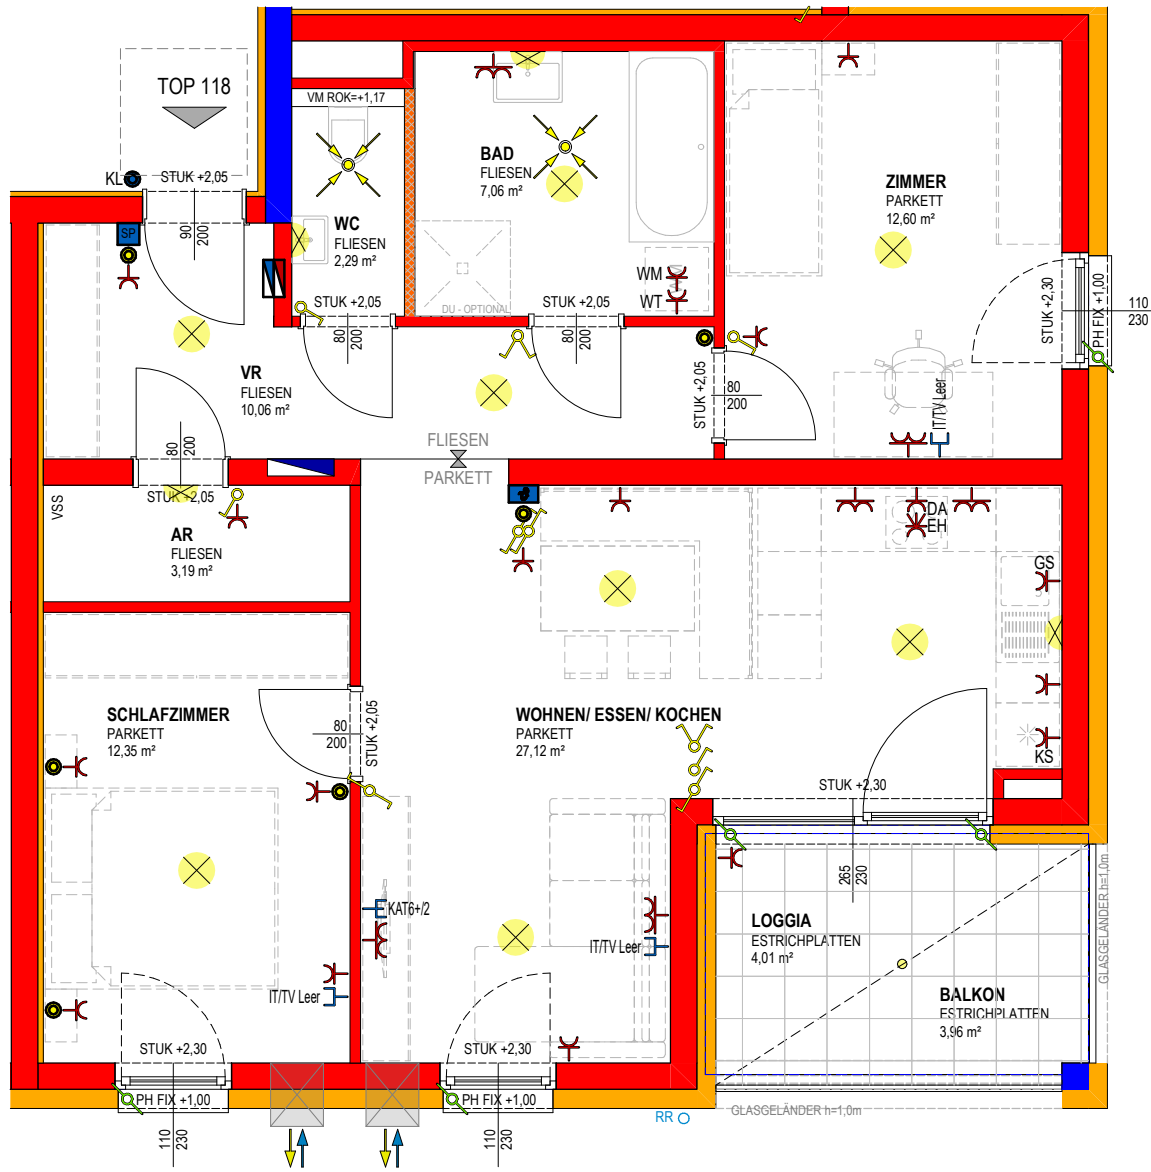 TOP 118
KL
STUK +2,05
90
200
SP
VM ROK=+1,17
WC
FLIESEN
2,29 m²
STUK +2,05
80
200
BAD
FLIESEN
7,06 m²
DU - OPTIONAL
WM
WT
STUK +2,05
80
200
ZIMMER
PARKETT
12,60 m²
STUK +2,30
PH FIX +1,00
110
230
IT/TV Leer
STUK +2,05
80
200
VR
FLIESEN
10,06 m²
80
200
STUK +2,05
FLIESEN
PARKETT
VSS
AR
FLIESEN
3,19 m²
DA
EH
GS
KS
SCHLAFZIMMER
PARKETT
12,35 m²
80
200
STUK +2,05
WOHNEN/ ESSEN/ KOCHEN
PARKETT
27,12 m²
STUK +2,30
265
230
KAT6+/2
IT/TV Leer
IT/TV Leer
LOGGIA
ESTRICHPLATTEN
4,01 m²
BALKON
ESTRICHPLATTEN
3,96 m²
GLASGELÄNDER h=1,0m
STUK +2,30
PH FIX +1,00
110
230
STUK +2,30
PH FIX +1,00
110
230
RR
GLASGELÄNDER h=1,0m